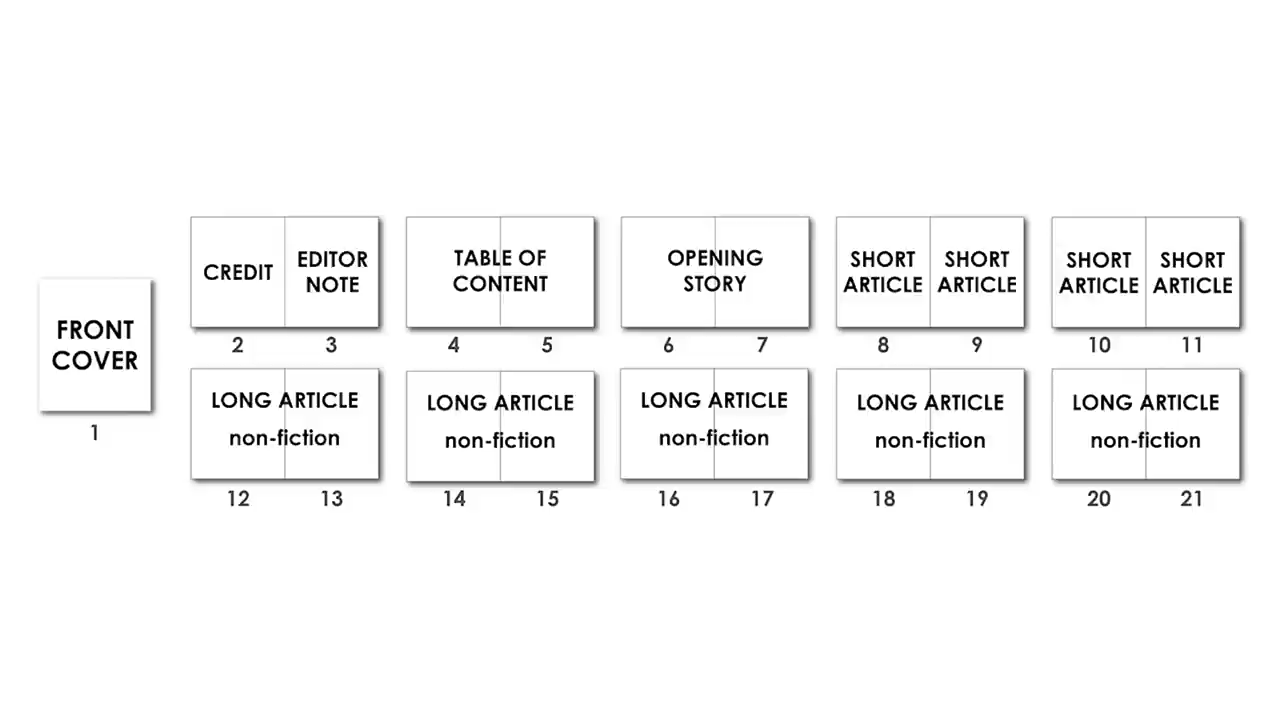 FRONT
COVER
1
CREDIT
EDITOR
NOTE
2 3
TABLE OF
CONTENT
4 5
OPENING
STORY
6 7
SHORT
ARTICLE
SHORT
ARTICLE
8 9
SHORT
ARTICLE
SHORT
ARTICLE
10 11
LONG ARTICLE
non-fiction
12 13
LONG ARTICLE
non-fiction
14 15
LONG ARTICLE
non-fiction
16 17
LONG ARTICLE
non-fiction
18 19
LONG ARTICLE
non-fiction
20 21